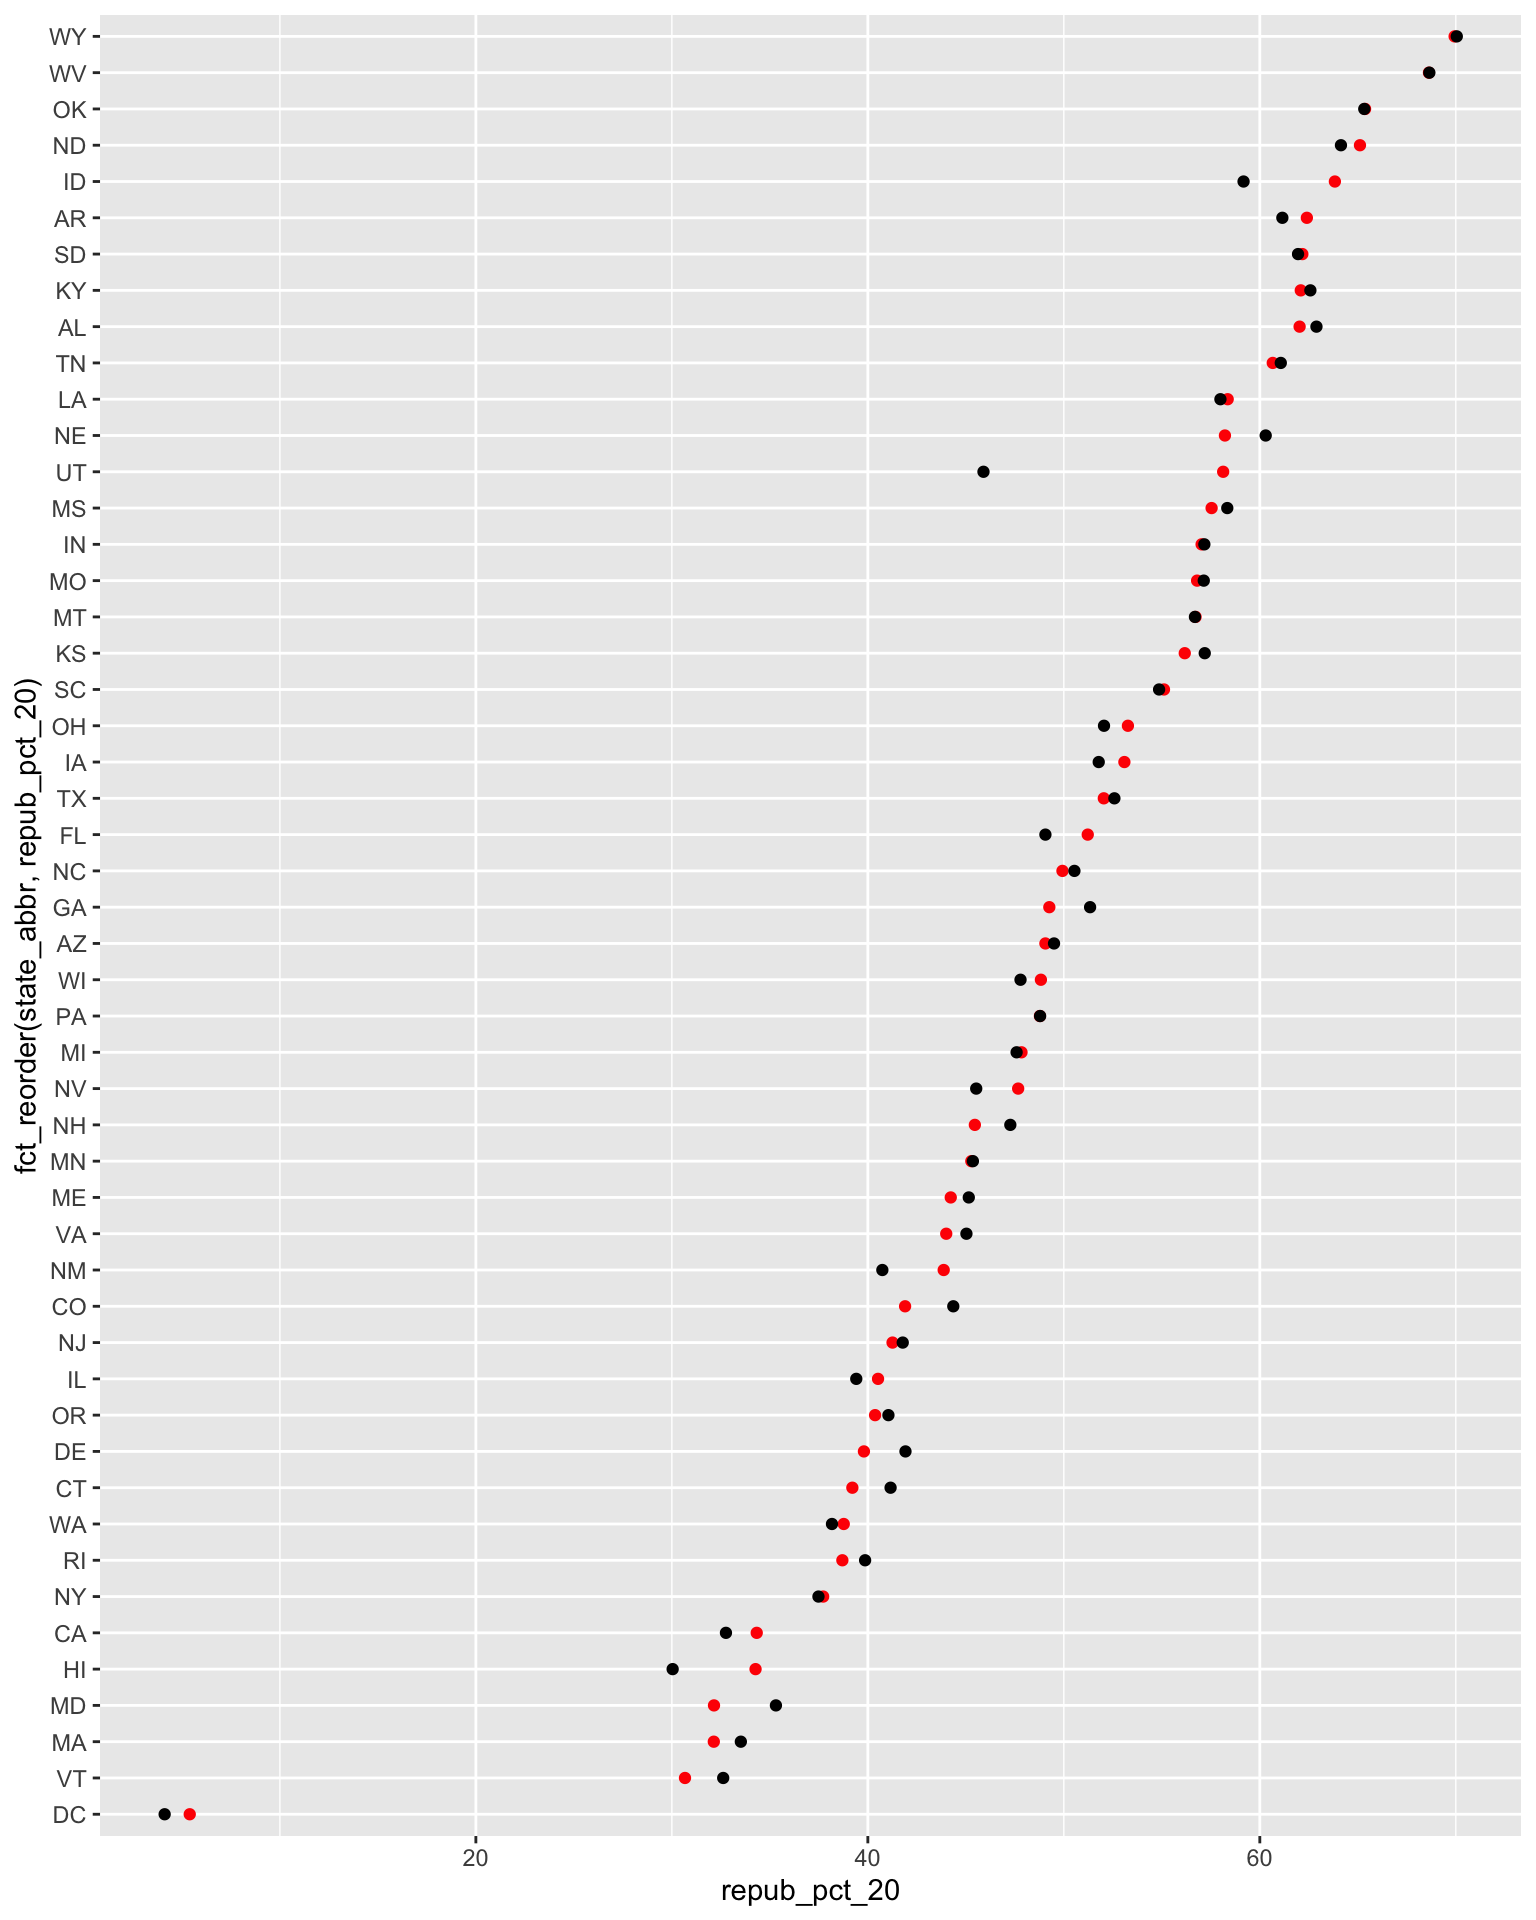 WY
WV
OK
ND
ID
AR
SD
KY
AL
TN
LA
NE
UT
MS
IN
MO
MT
KS
SC
OH
IA
TX
FL
NC
GA
AZ
WI
PA
MI
NV
NH
MN
ME
VA
NM
CO
NJ
IL
OR
DE
CT
WA
RI
NY
CA
HI
MD
MA
VT
DC
fct_reorder(state_abbr, repub_pct_20)
20 40 60
repub_pct_20